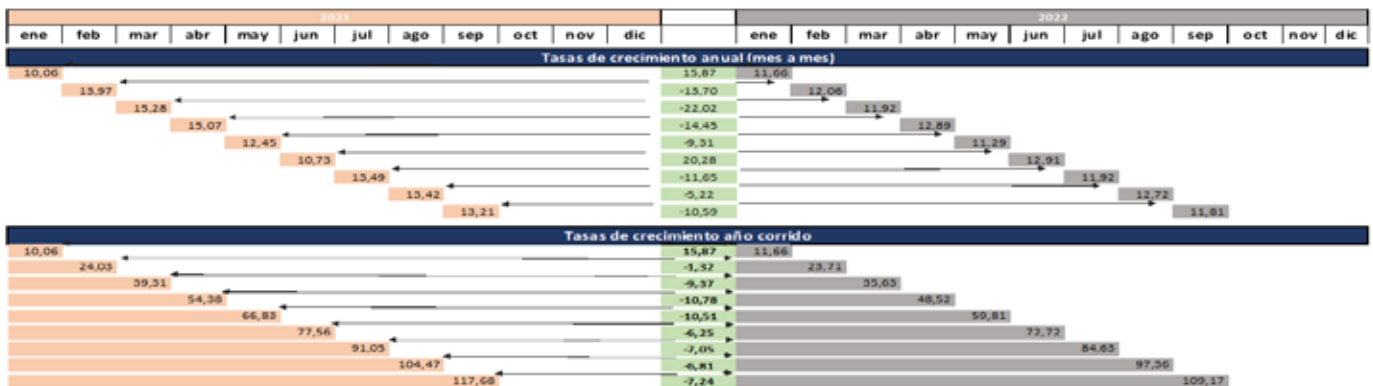 2021 2022
ene feb mar abr may jun jul ago sep oct nov dic ene feb mar abr may jun jul ago sep oct nov dic
Tasas de crecimiento anual (mes a mes)
10,06 15,87 11,66
13,97 -13,70 12,06
15,28 -22,02 11,92
15,07 -14,45 12,89
12,45 -9,31 11,29
10,73 20,28 12,91
13,49 -11,65 11,92
13,42 -5,22 12,72
13,21 -10,59 11,81
Tasas de crecimiento año corrido
10,06 15,87 11,66
24,03 -1,32 23,71
39,31 -9,37 35,63
54,38 -10,78 48,52
66,83 -10,51 59,81
77,56 -6,25 72,72
91,05 -7,05 84,63
104,47 -6,81 97,36
117,68 -7,24 109,17